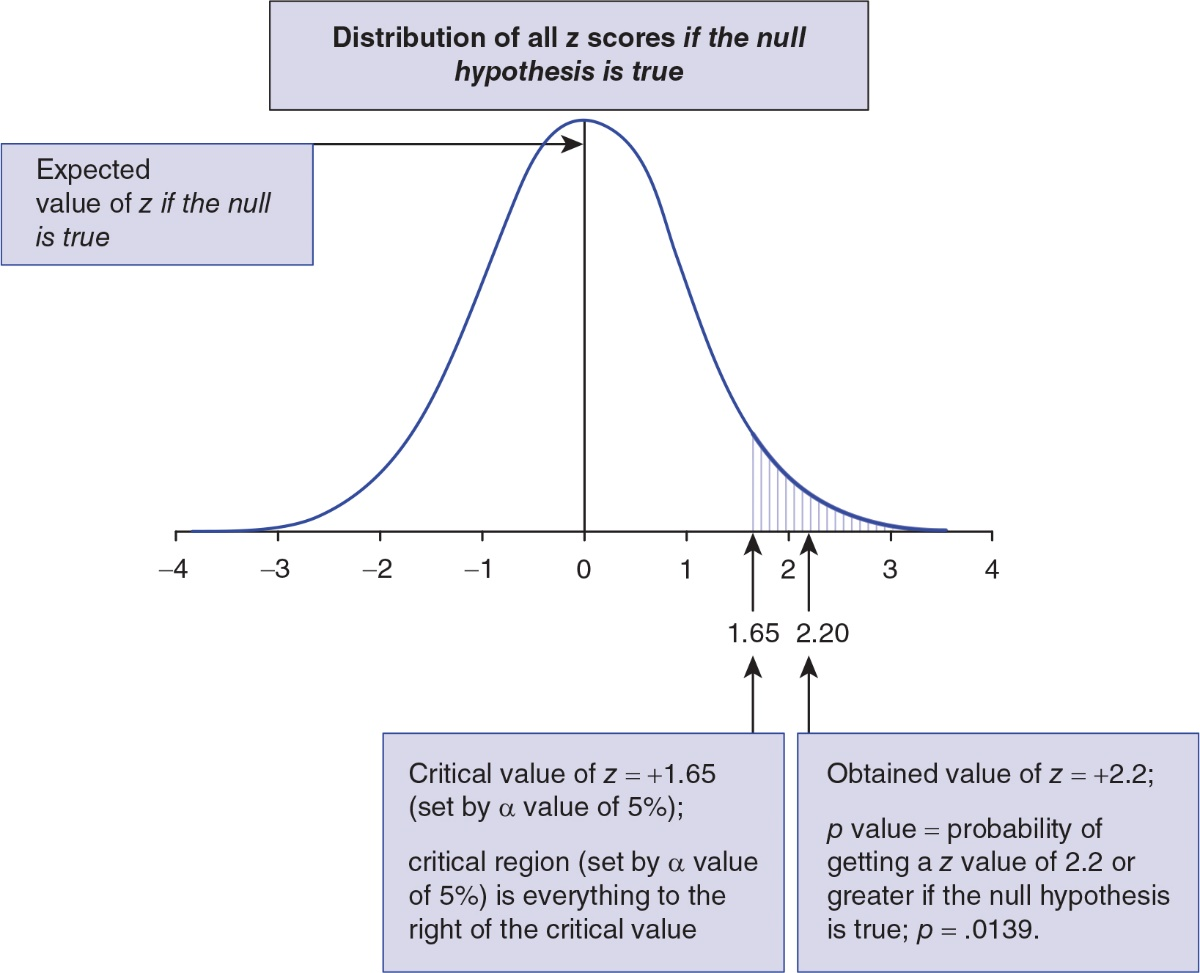 Distribution of all z scores if the null
hypothesis is true
Expected
value of z if the null
is true
–4 –3 –2 –1 0 1 2 3 4
1.65 2.20
Critical value of z = +1.65
(set by α value of 5%);
critical region (set by α value
of 5%) is everything to the
right of the critical value
Obtained value of z = +2.2;
p value = probability of
getting a z value of 2.2 or
greater if the null hypothesis
is true; p = .0139.